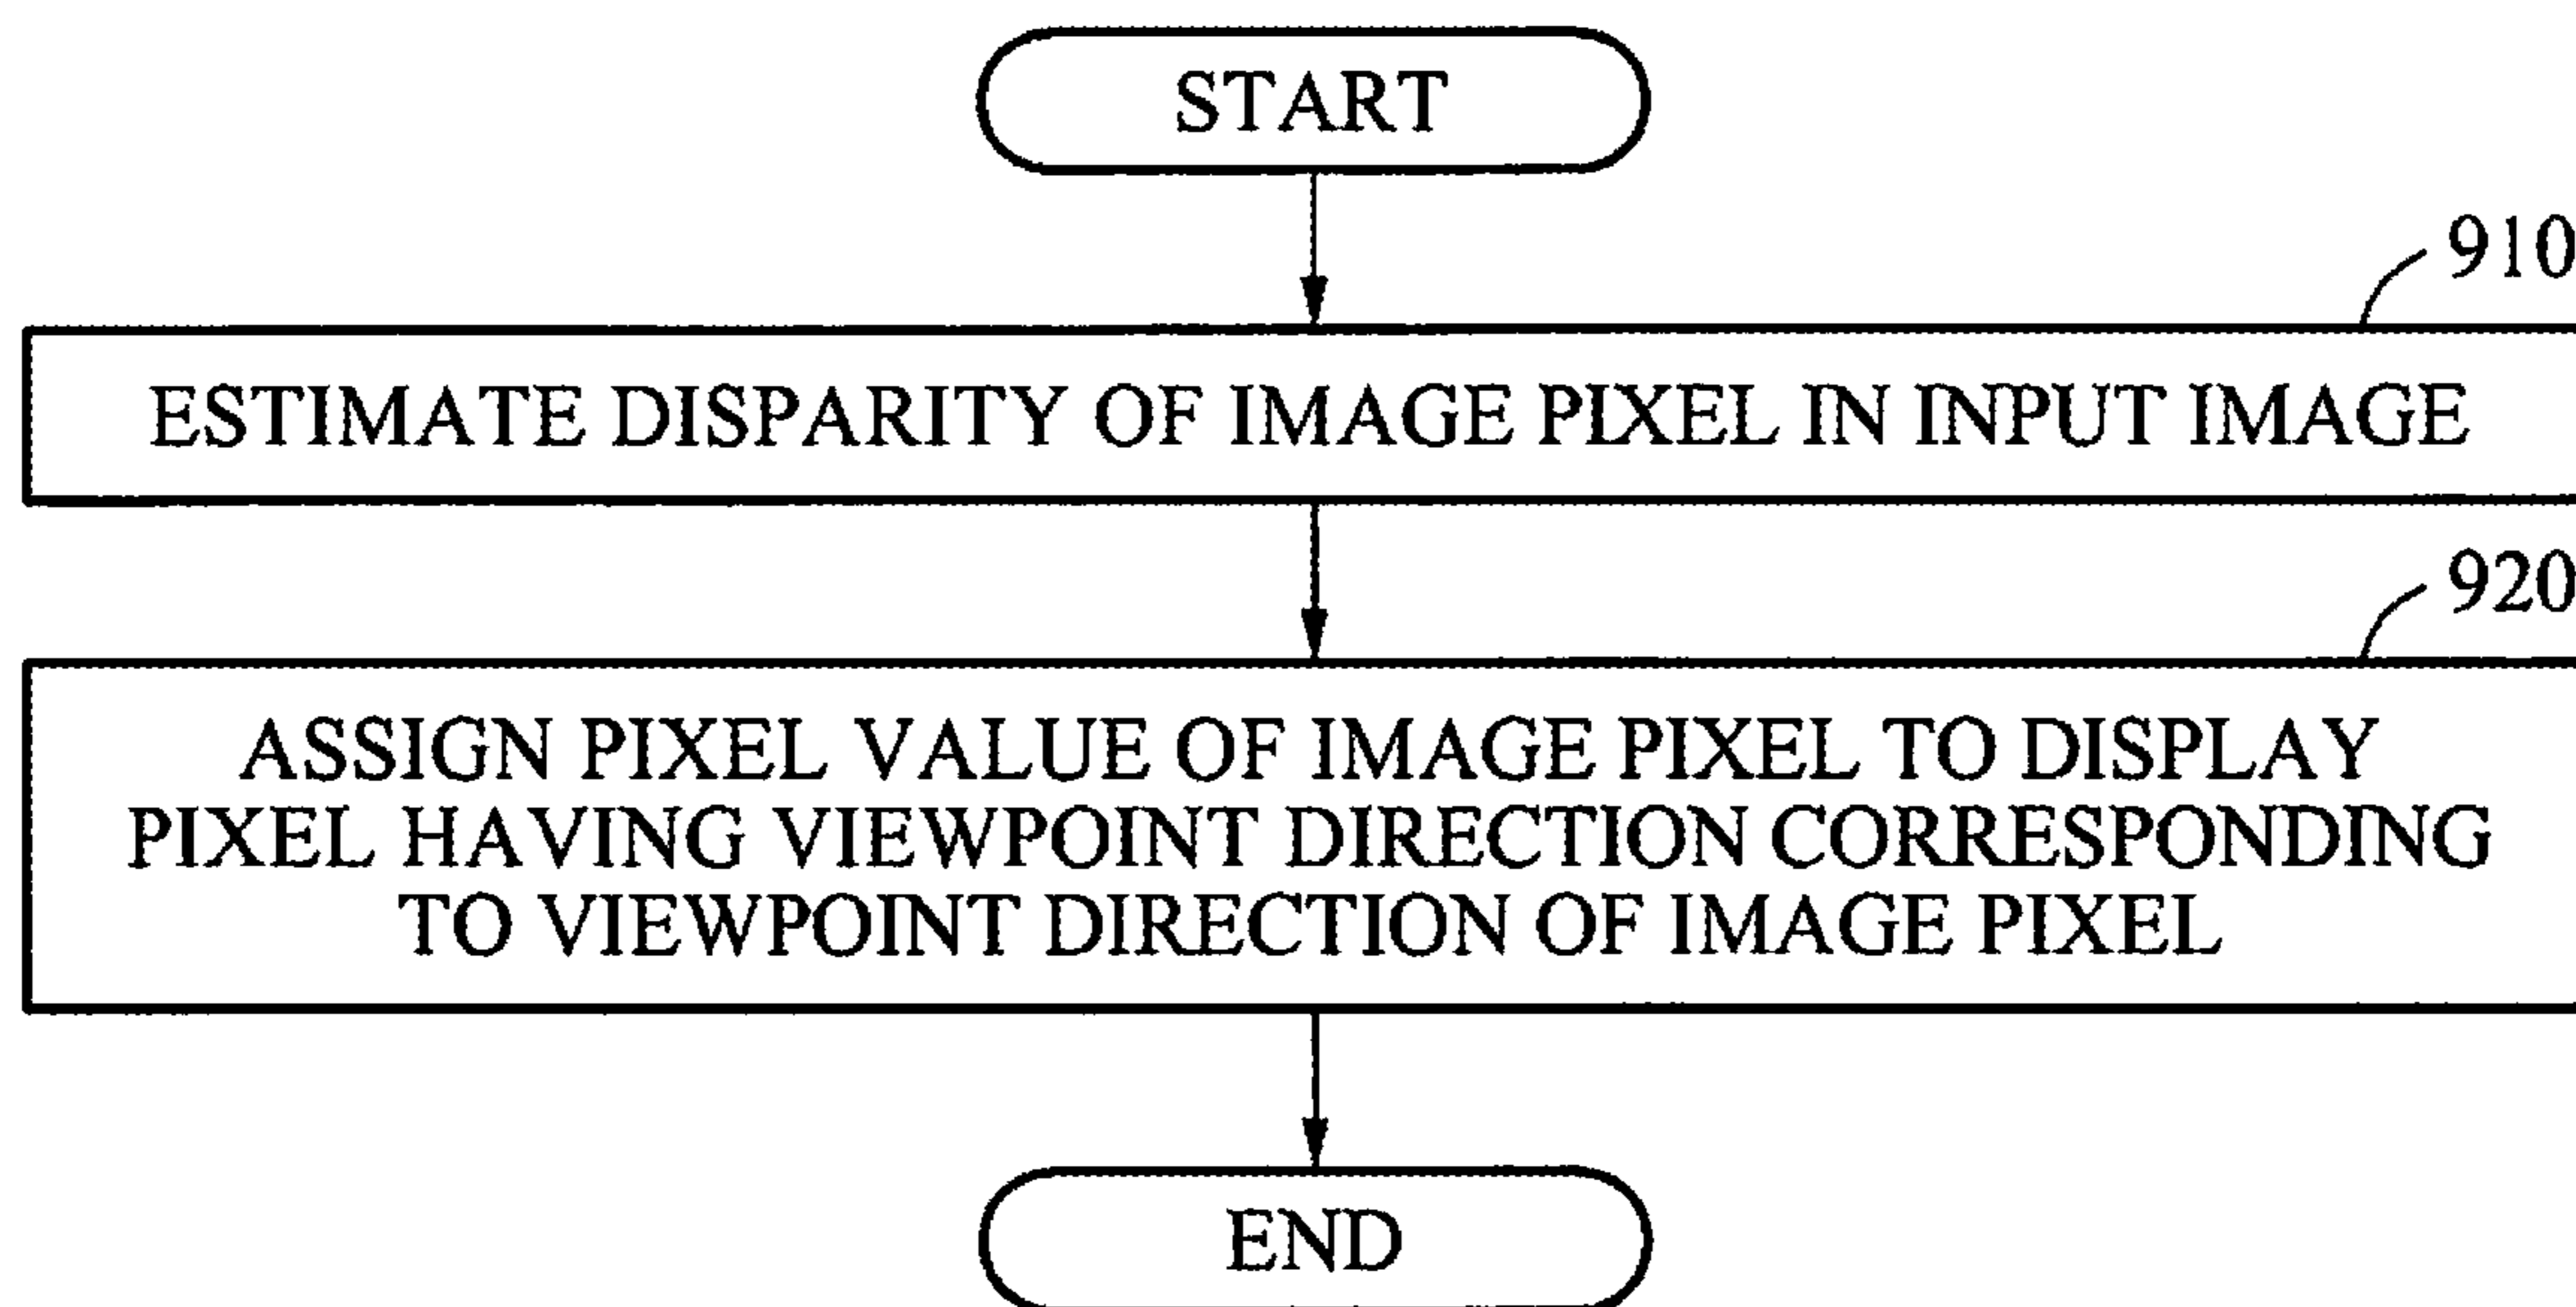 START
910
ESTIMATE DISPARITY OF IMAGE PIXEL IN INPUT IMAGE
920
ASSIGN PIXEL VALUE OF IMAGE PIXEL TO DISPLAY
PIXEL HAVING VIEWPOINT DIRECTION CORRESPONDING
TO VIEWPOINT DIRECTION OF IMAGE PIXEL
END